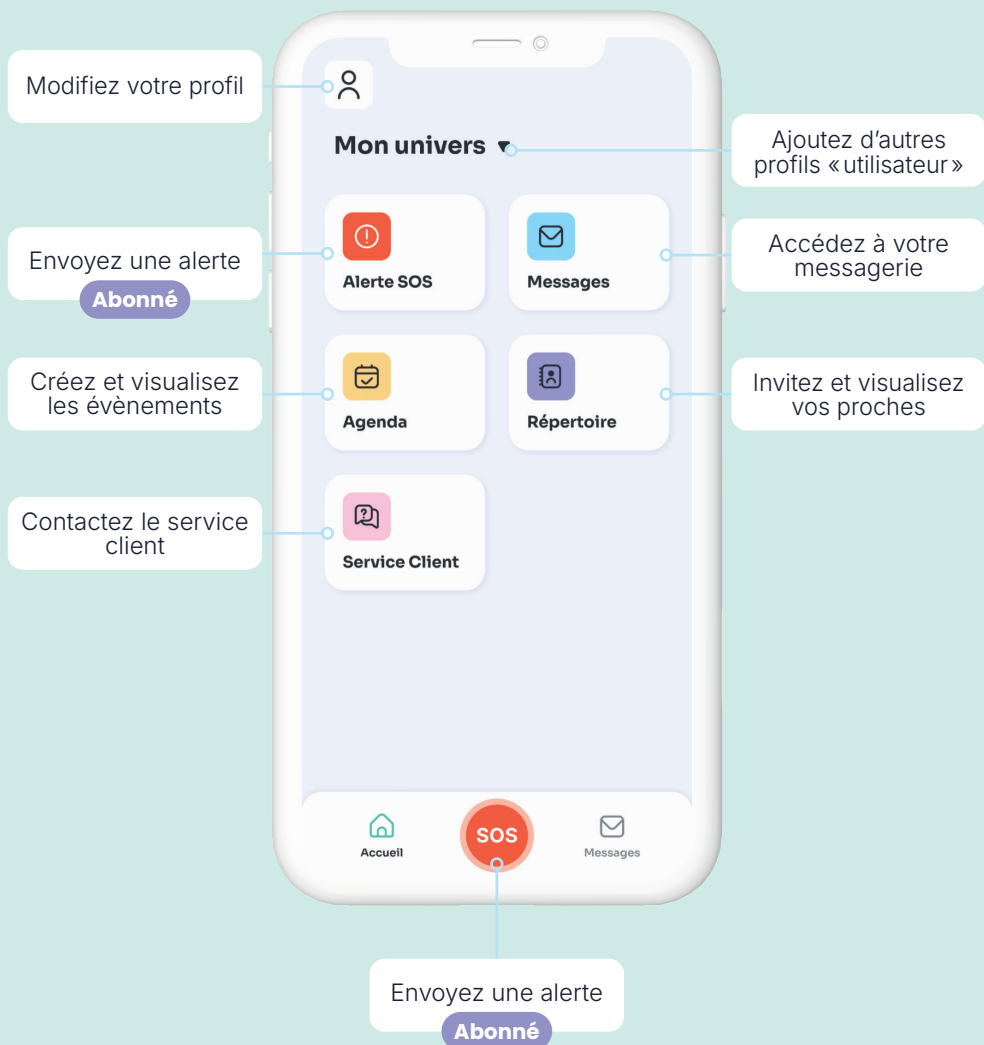 Modifiez votre profil
Mon univers
Ajoutez d'autres
profils «utilisateur»
Envoyez une alerte
Abonné
Alerte SOS
Messages
Accédez à votre
messagerie
Créez et visualisez
les évènements
Agenda
Répertoire
Invitez et visualisez
vos proches
Contactez le service
client
Service Client
Accueil
SOS
Messages
Envoyez une alerte
Abonné